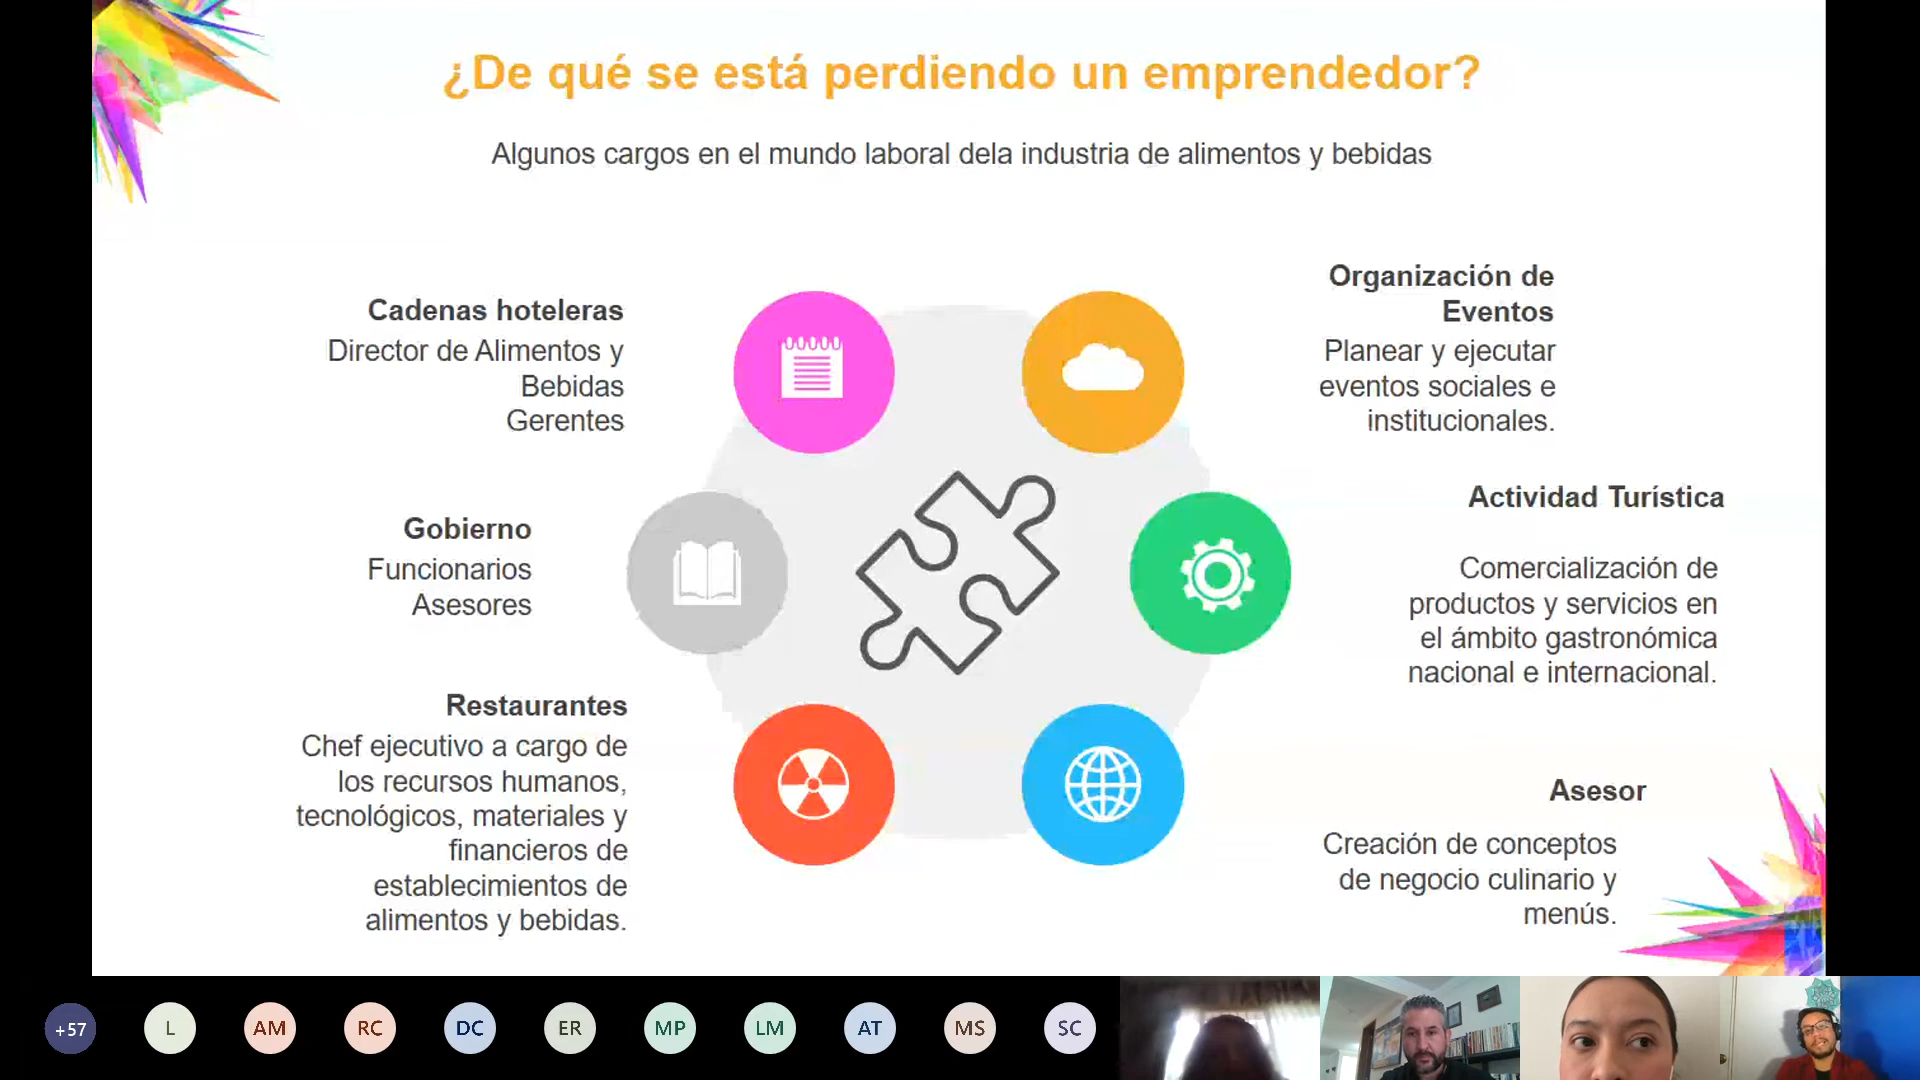 ¿De qué se está perdiendo un emprendedor?
Algunos cargos en el mundo laboral dela industria de alimentos y bebidas
Cadenas hoteleras
Director de Alimentos y
Bebidas
Gerentes
Gobierno
Funcionarios
Asesores
Restaurantes
Chef ejecutivo a cargo de
los recursos humanos,
tecnológicos, materiales y
financieros de
establecimientos de
alimentos y bebidas.
Organización de
Eventos
Planear y ejecutar
eventos sociales e
institucionales.
Actividad Turística
Comercialización de
productos y servicios en
el ámbito gastronómica
nacional e internacional.
Asesor
Creación de conceptos
de negocio culinario y
menús.
+57
L
AM
RC
DC
ER
MP
LM
AT
MS
SC